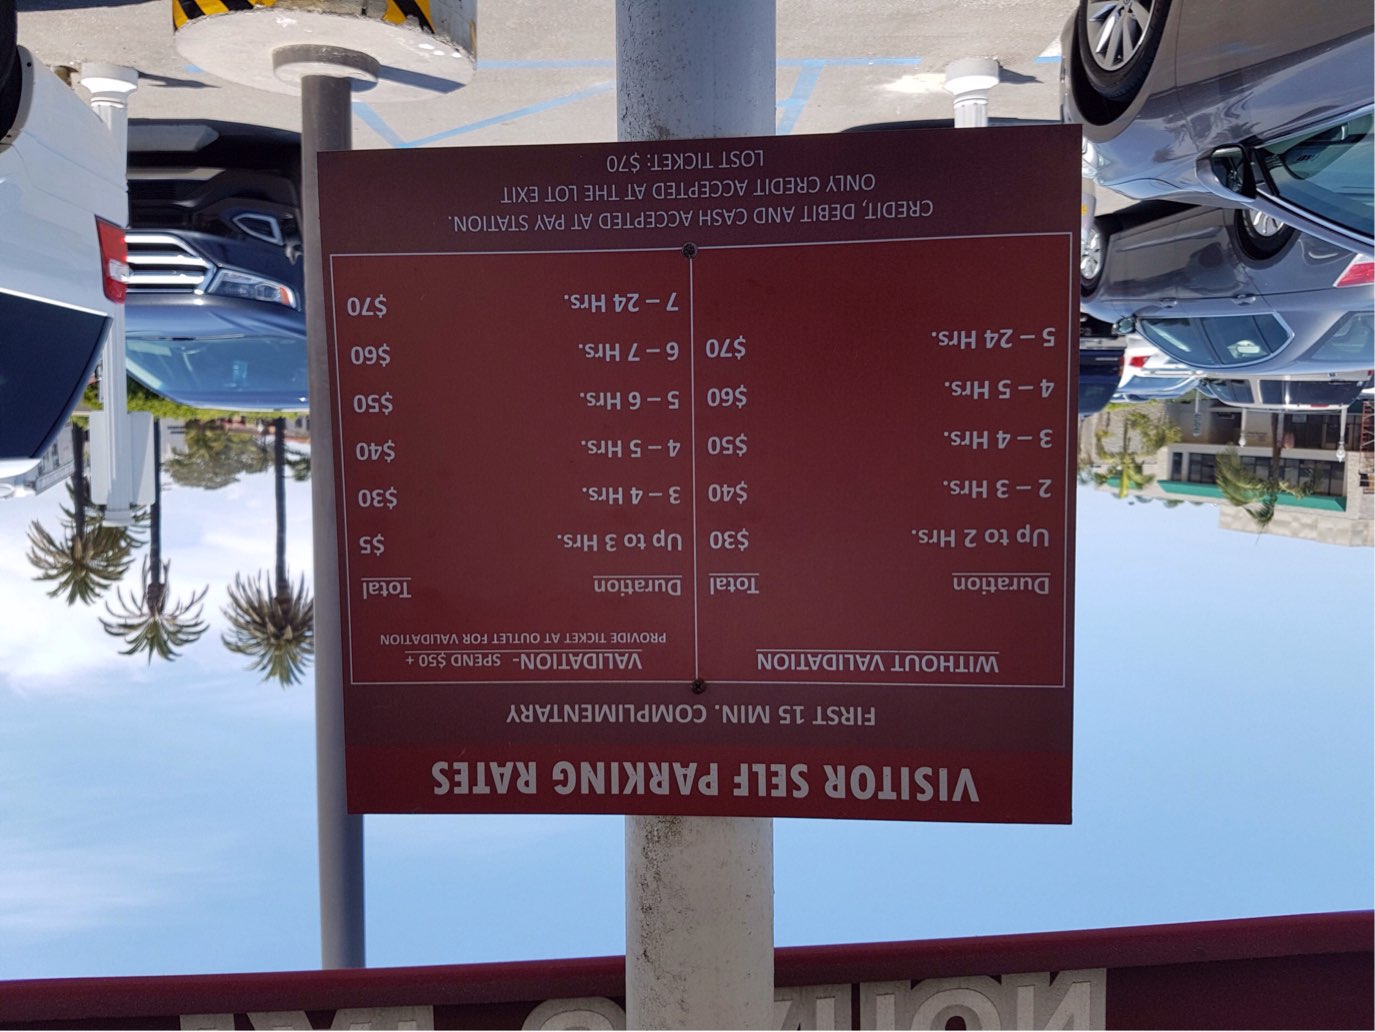 VISITOR SELF PARKING RATES
FIRST 15 MIN. COMPLIMENTARY
WITHOUT VALIDATION
Duration Total
Up to 2 Hrs. $30
2 – 3 Hrs. $40
3 – 4 Hrs. $50
4 – 5 Hrs. $60
5 – 24 Hrs. $70
VALIDATION- SPEND $50 +
PROVIDE TICKET AT OUTLET FOR VALIDATION
Duration Total
Up to 3 Hrs. $5
3 – 4 Hrs. $30
4 – 5 Hrs. $40
5 – 6 Hrs. $50
6 – 7 Hrs. $60
7 – 24 Hrs. $70
CREDIT, DEBIT AND CASH ACCEPTED AT PAY STATION.
ONLY CREDIT ACCEPTED AT THE LOT EXIT
LOST TICKET: $70